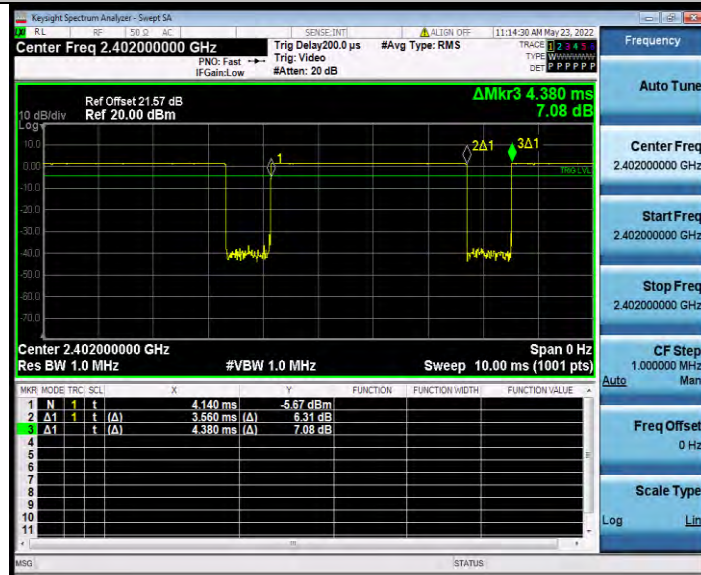 Keysight Spectrum Analyzer - Swept SA
RL RF 50 Ω AC SENSE:INT ALIGN OFF 11:14:30 AM May 23, 2022
Center Freq 2.402000000 GHz
PNO: Fast
IFGain:Low
Trig Delay200.0 µs
Trig: Video
#Atten: 20 dB
#Avg Type: RMS
TRACE 1 2 3 4 5 6
TYPE WWWWWW
DET P P P P P P
ΔMkr3 4.380 ms
7.08 dB
Ref Offset 21.57 dB
10 dB/div Ref 20.00 dBm
Log
10.0
0.00
-10.0
-20.0
-30.0
-40.0
-50.0
-60.0
-70.0
1
2Δ1
3Δ1
TRIG LVL
Center 2.402000000 GHz Span 0 Hz
Res BW 1.0 MHz #VBW 1.0 MHz Sweep 10.00 ms (1001 pts)
MKR MODE TRC SCL X Y FUNCTION FUNCTION WIDTH FUNCTION VALUE
1 N 1 t 4.140 ms -5.67 dBm
2 Δ1 1 t (Δ) 3.560 ms (Δ) 6.31 dB
3 Δ1 t (Δ) 4.380 ms (Δ) 7.08 dB
4
5
6
7
8
9
10
11
MSG STATUS
Frequency
Auto Tune
Center Freq
2.402000000 GHz
Start Freq
2.402000000 GHz
Stop Freq
2.402000000 GHz
CF Step
1.000000 MHz
Auto Man
Freq Offset
0 Hz
Scale Type
Log Lin